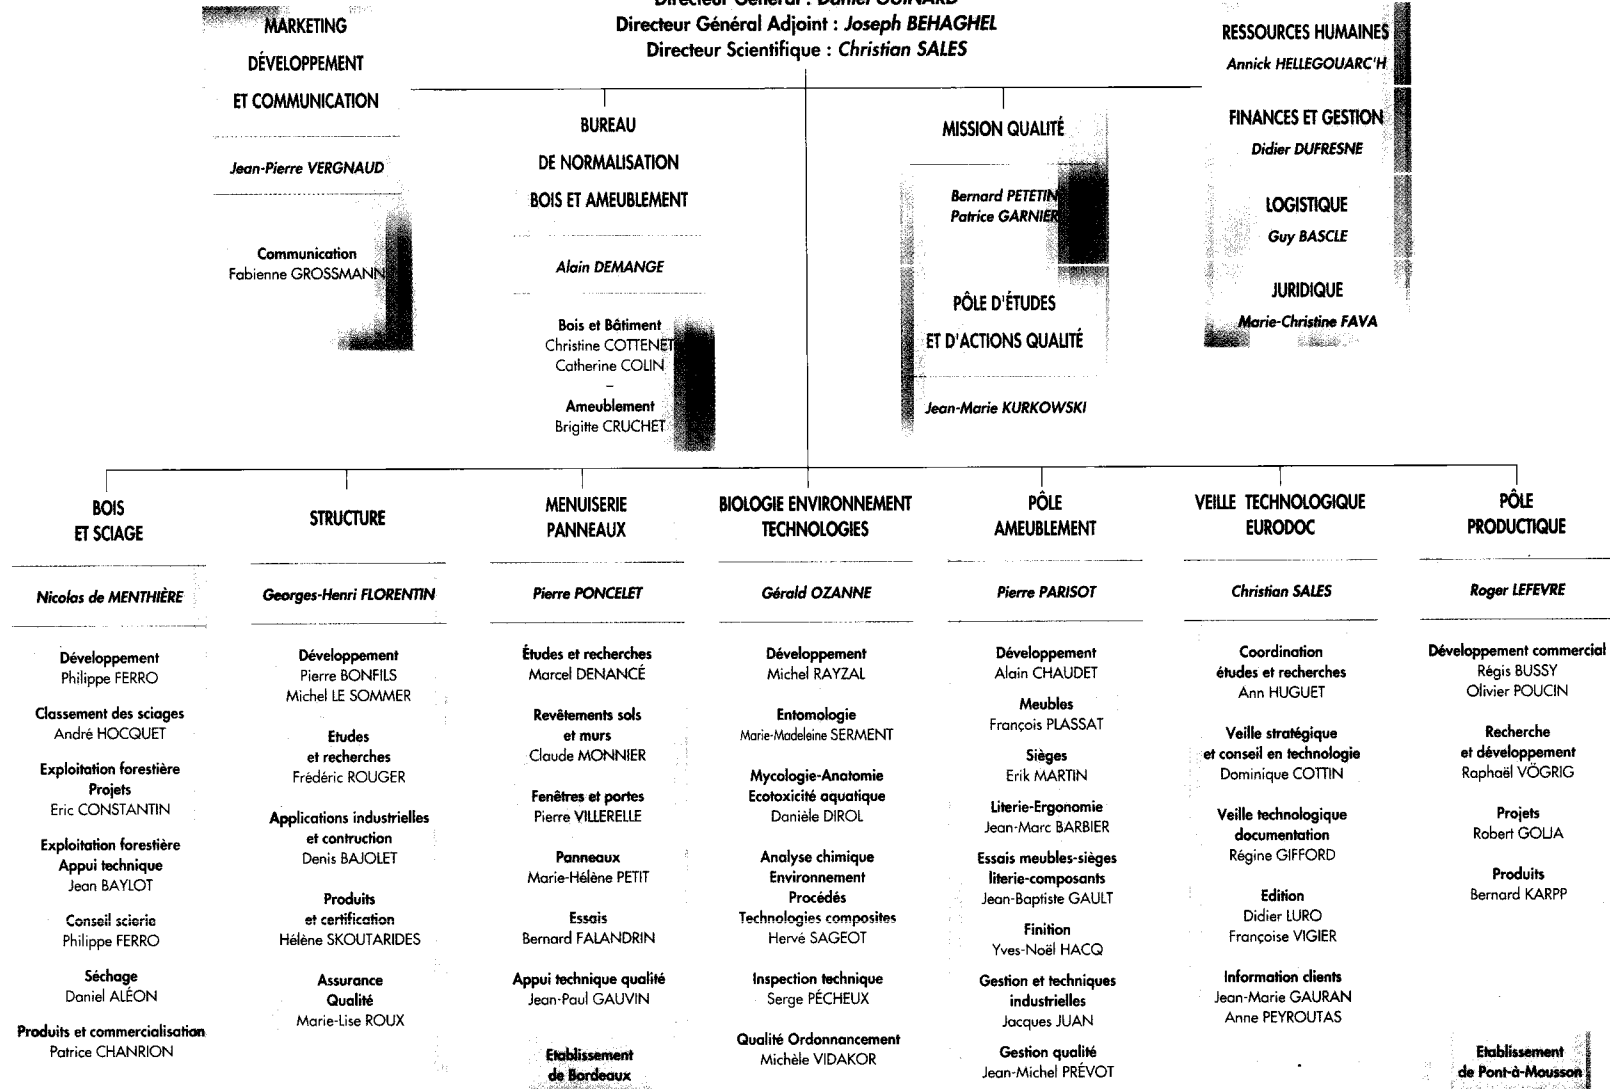 Directeur Général : Daniel GUINARD
Directeur Général Adjoint : Joseph BEHAGHEL
Directeur Scientifique : Christian SALES
MARKETING
DÉVELOPPEMENT
ET COMMUNICATION
Jean-Pierre VERGNAUD
Communication
Fabienne GROSSMANN
BUREAU
DE NORMALISATION
BOIS ET AMEUBLEMENT
Alain DEMANGE
Bois et Bâtiment
Christine COTTENET
Catherine COLIN
–
Ameublement
Brigitte CRUCHET
MISSION QUALITÉ
Bernard PETETIN
Patrice GARNIER
PÔLE D'ÉTUDES
ET D'ACTIONS QUALITÉ
Jean-Marie KURKOWSKI
RESSOURCES HUMAINES
Annick HELLEGOUARC'H
FINANCES ET GESTION
Didier DUFRESNE
LOGISTIQUE
Guy BASCLE
JURIDIQUE
Marie-Christine FAVA
BOIS
ET SCIAGE
Nicolas de MENTHIÈRE
Développement
Philippe FERRO
Classement des sciages
André HOCQUET
Exploitation forestière
Projets
Eric CONSTANTIN
Exploitation forestière
Appui technique
Jean BAYLOT
Conseil scierie
Philippe FERRO
Séchage
Daniel ALÉON
Produits et commercialisation
Patrice CHANRION
STRUCTURE
Georges-Henri FLORENTIN
Développement
Pierre BONFILS
Michel LE SOMMER
Etudes
et recherches
Frédéric ROUGER
Applications industrielles
et contruction
Denis BAJOLET
Produits
et certification
Hélène SKOUTARIDES
Assurance
Qualité
Marie-Lise ROUX
MENUISERIE
PANNEAUX
Pierre PONCELET
Études et recherches
Marcel DENANCÉ
Revêtements sols
et murs
Claude MONNIER
Fenêtres et portes
Pierre VILLERELLE
Panneaux
Marie-Hélène PETIT
Essais
Bernard FALANDRIN
Appui technique qualité
Jean-Paul GAUVIN
Etablissement
de Bordeaux
BIOLOGIE ENVIRONNEMENT
TECHNOLOGIES
Gérald OZANNE
Développement
Michel RAYZAL
Entomologie
Marie-Madeleine SERMENT
Mycologie-Anatomie
Ecotoxicité aquatique
Danièle DIROL
Analyse chimique
Environnement
Procédés
Technologies composites
Hervé SAGEOT
Inspection technique
Serge PÉCHEUX
Qualité Ordonnancement
Michèle VIDAKOR
PÔLE
AMEUBLEMENT
Pierre PARISOT
Développement
Alain CHAUDET
Meubles
François PLASSAT
Sièges
Erik MARTIN
Literie-Ergonomie
Jean-Marc BARBIER
Essais meubles-sièges
literie-composants
Jean-Baptiste GAULT
Finition
Yves-Noël HACQ
Gestion et techniques
industrielles
Jacques JUAN
Gestion qualité
Jean-Michel PRÉVOT
VEILLE TECHNOLOGIQUE
EURODOC
Christian SALES
Coordination
études et recherches
Ann HUGUET
Veille stratégique
et conseil en technologie
Dominique COTTIN
Veille technologique
documentation
Régine GIFFORD
Edition
Didier LURO
Françoise VIGIER
Information clients
Jean-Marie GAURAN
Anne PEYROUTAS
PÔLE
PRODUCTIQUE
Roger LEFEVRE
Développement commercial
Régis BUSSY
Olivier POUCIN
Recherche
et développement
Raphaël VÖGRIG
Projets
Robert GOLJA
Produits
Bernard KARPP
Etablissement
de Pont-à-Mousson